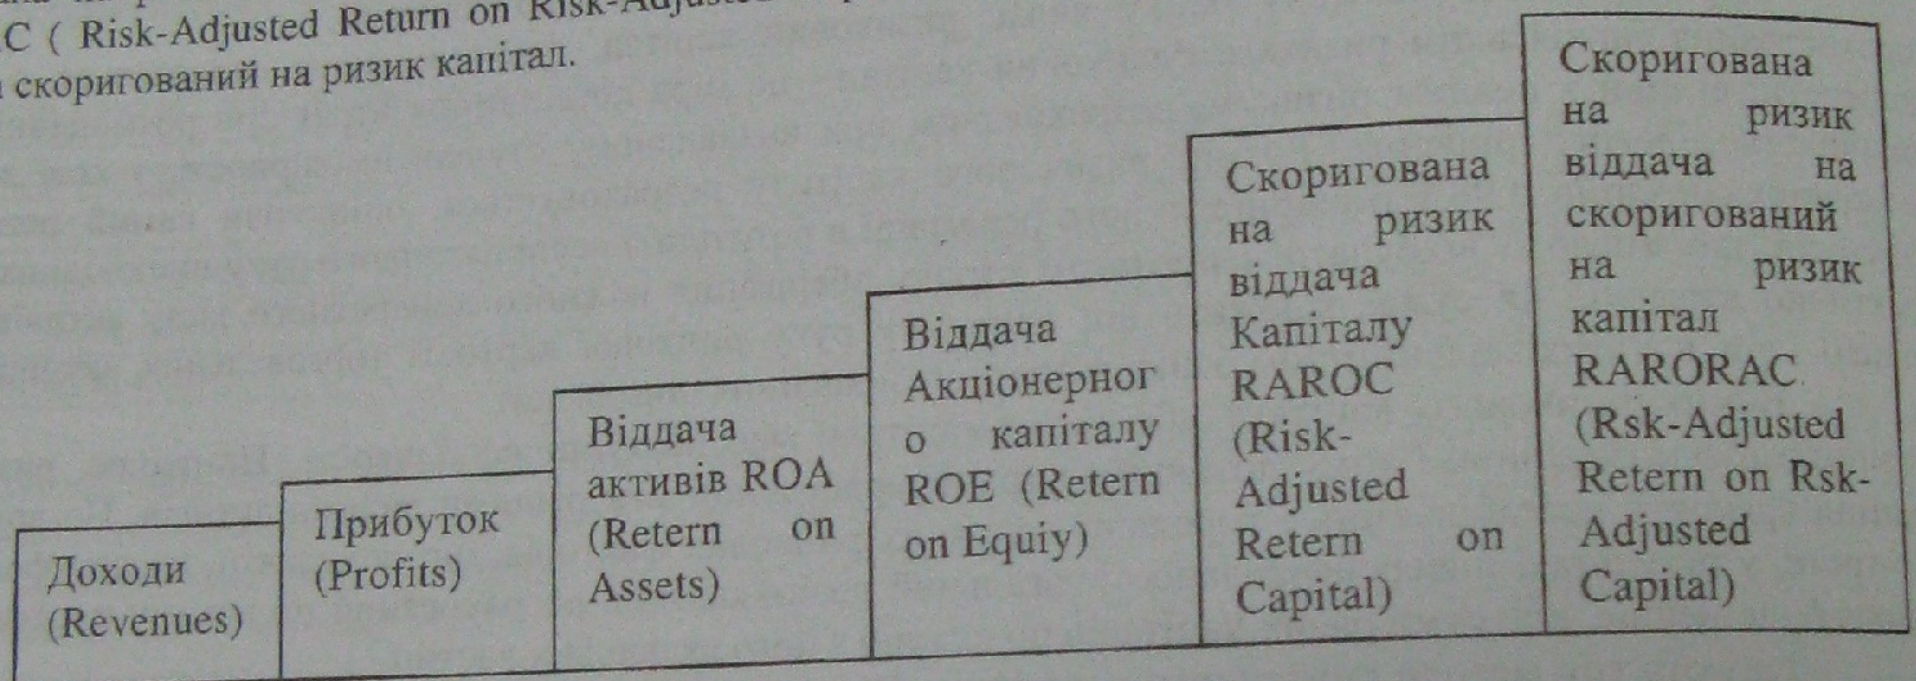 C ( Risk-Adjusted Return on Risk-Adjusted
скоригований на ризик капітал.
Доходи
(Revenues)
Прибуток
(Profits)
Віддача
активів ROA
(Retern on
Assets)
Віддача
Акціонерног
о капіталу
ROE (Retern
on Equiy)
Скоригована
на ризик
віддача
Капіталу
RAROC
(Risk-
Adjusted
Retern on
Capital)
Скоригована
на ризик
віддача на
скоригований
на ризик
капітал
RARORAC
(Rsk-Adjusted
Retern on Rsk-
Adjusted
Capital)